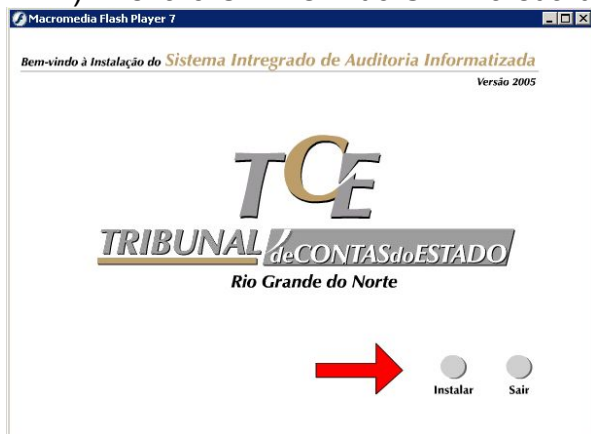 Macromedia Flash Player 7
Bem-vindo à Instalação do Sistema Intregrado de Auditoria Informatizada
Versão 2005
TCE
TRIBUNAL deCONTASdoESTADO
Rio Grande do Norte
Instalar Sair